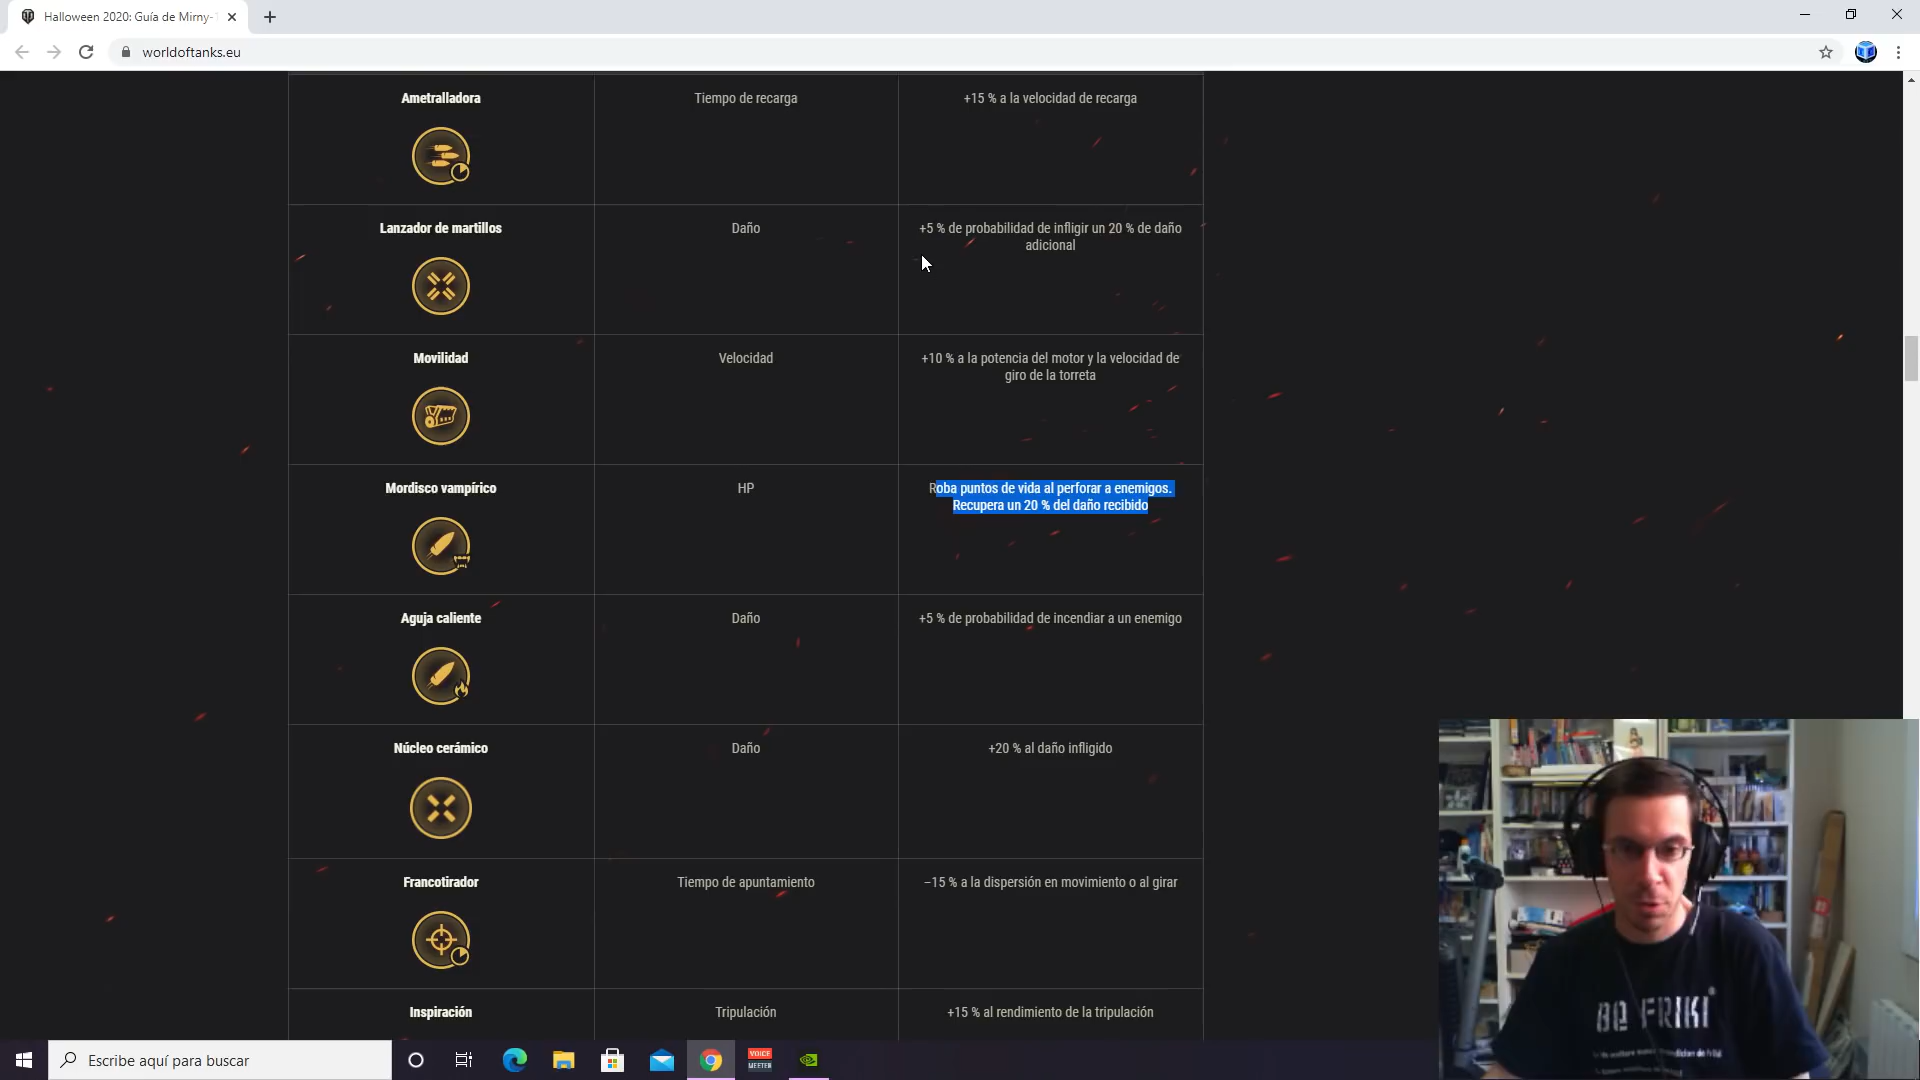 Halloween 2020: Guía de Mirny-
worldoftanks.eu
Ametralladora
Tiempo de recarga
+15 % a la velocidad de recarga
Lanzador de martillos
Daño
+5 % de probabilidad de infligir un 20 % de daño
adicional
Movilidad
Velocidad
+10 % a la potencia del motor y la velocidad de
giro de la torreta
Mordisco vampírico
HP
Roba puntos de vida al perforar a enemigos.
Recupera un 20 % del daño recibido
Aguja caliente
Daño
+5 % de probabilidad de incendiar a un enemigo
Núcleo cerámico
Daño
+20 % al daño infligido
Francotirador
Tiempo de apuntamiento
−15 % a la dispersión en movimiento o al girar
Inspiración
Tripulación
+15 % al rendimiento de la tripulación
BE FRIKI
Escribe aquí para buscar
VOICE
MEETER